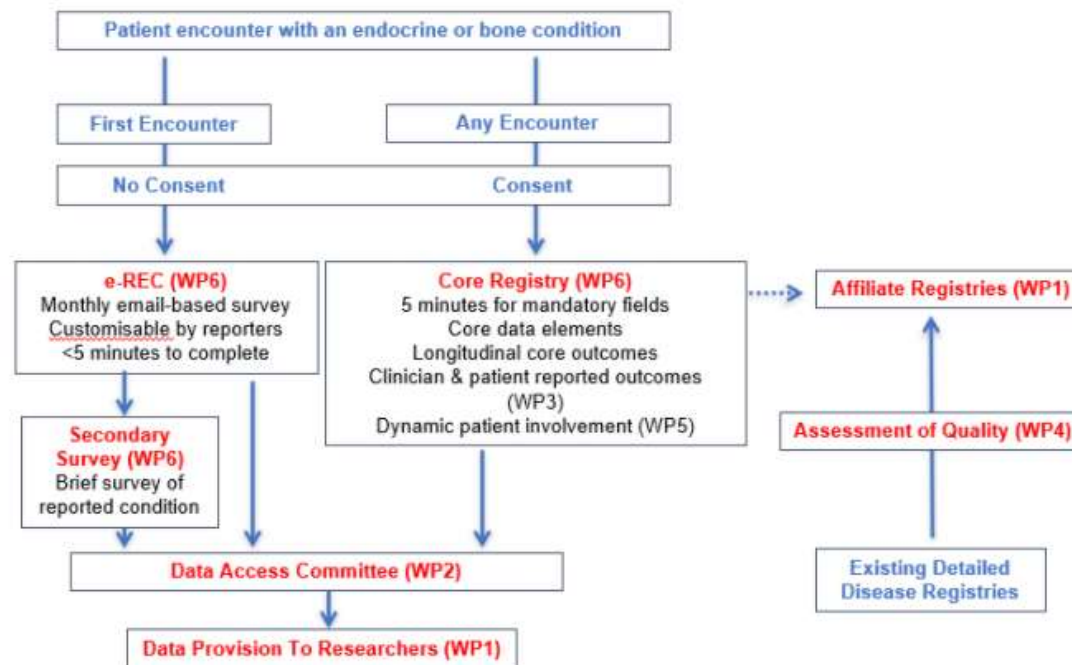 Patient encounter with an endocrine or bone condition
First Encounter
Any Encounter
No Consent
Consent
e-REC (WP6)
Monthly email-based survey
Customisable by reporters
<5 minutes to complete
Core Registry (WP6)
5 minutes for mandatory fields
Core data elements
Longitudinal core outcomes
Clinician & patient reported outcomes
(WP3)
Dynamic patient involvement (WP5)
Affiliate Registries (WP1)
Secondary
Survey (WP6)
Brief survey of
reported condition
Assessment of Quality (WP4)
Data Access Committee (WP2)
Existing Detailed
Disease Registries
Data Provision To Researchers (WP1)